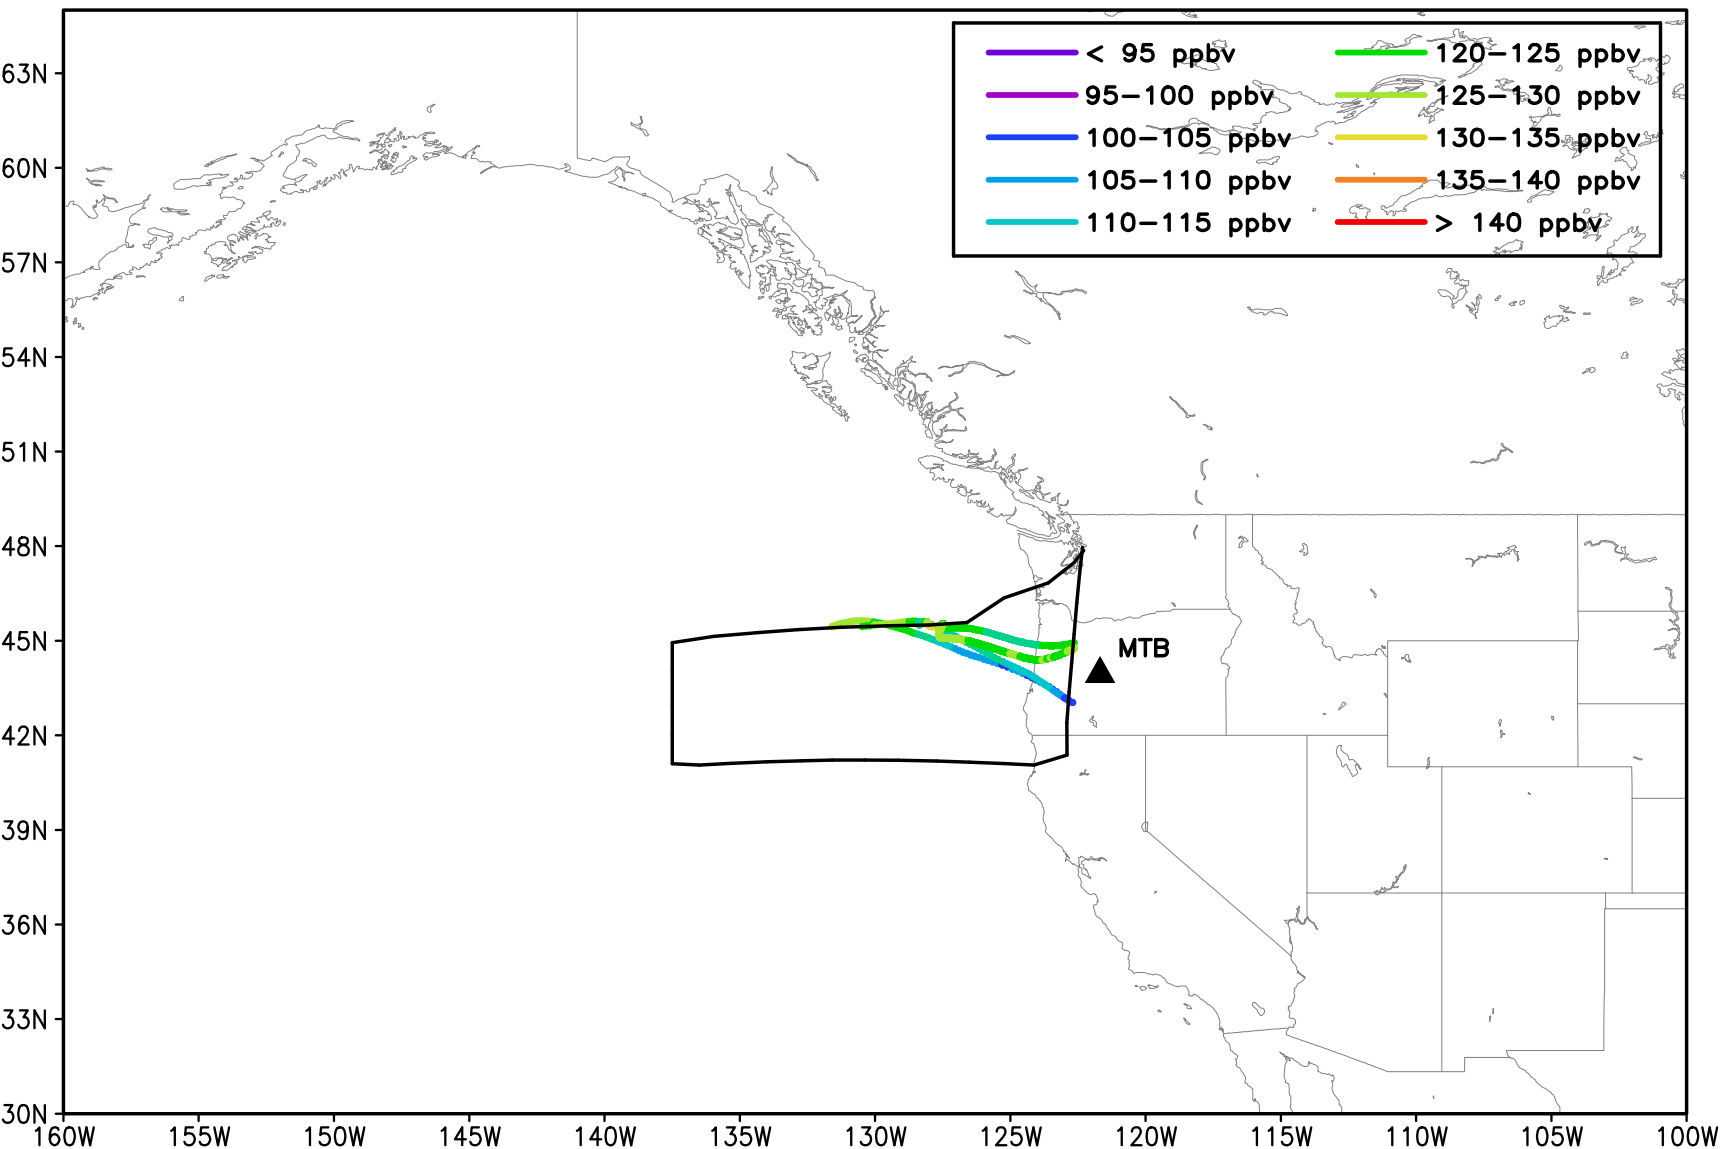 < 95 ppbv
95-100 ppbv
100-105 ppbv
105-110 ppbv
110-115 ppbv
120-125 ppbv
125-130 ppbv
130-135 ppbv
135-140 ppbv
> 140 ppbv
63N
60N
57N
54N
51N
48N
45N
42N
39N
36N
33N
30N
MTB
160W 155W 150W 145W 140W 135W 130W 125W 120W 115W 110W 105W 100W